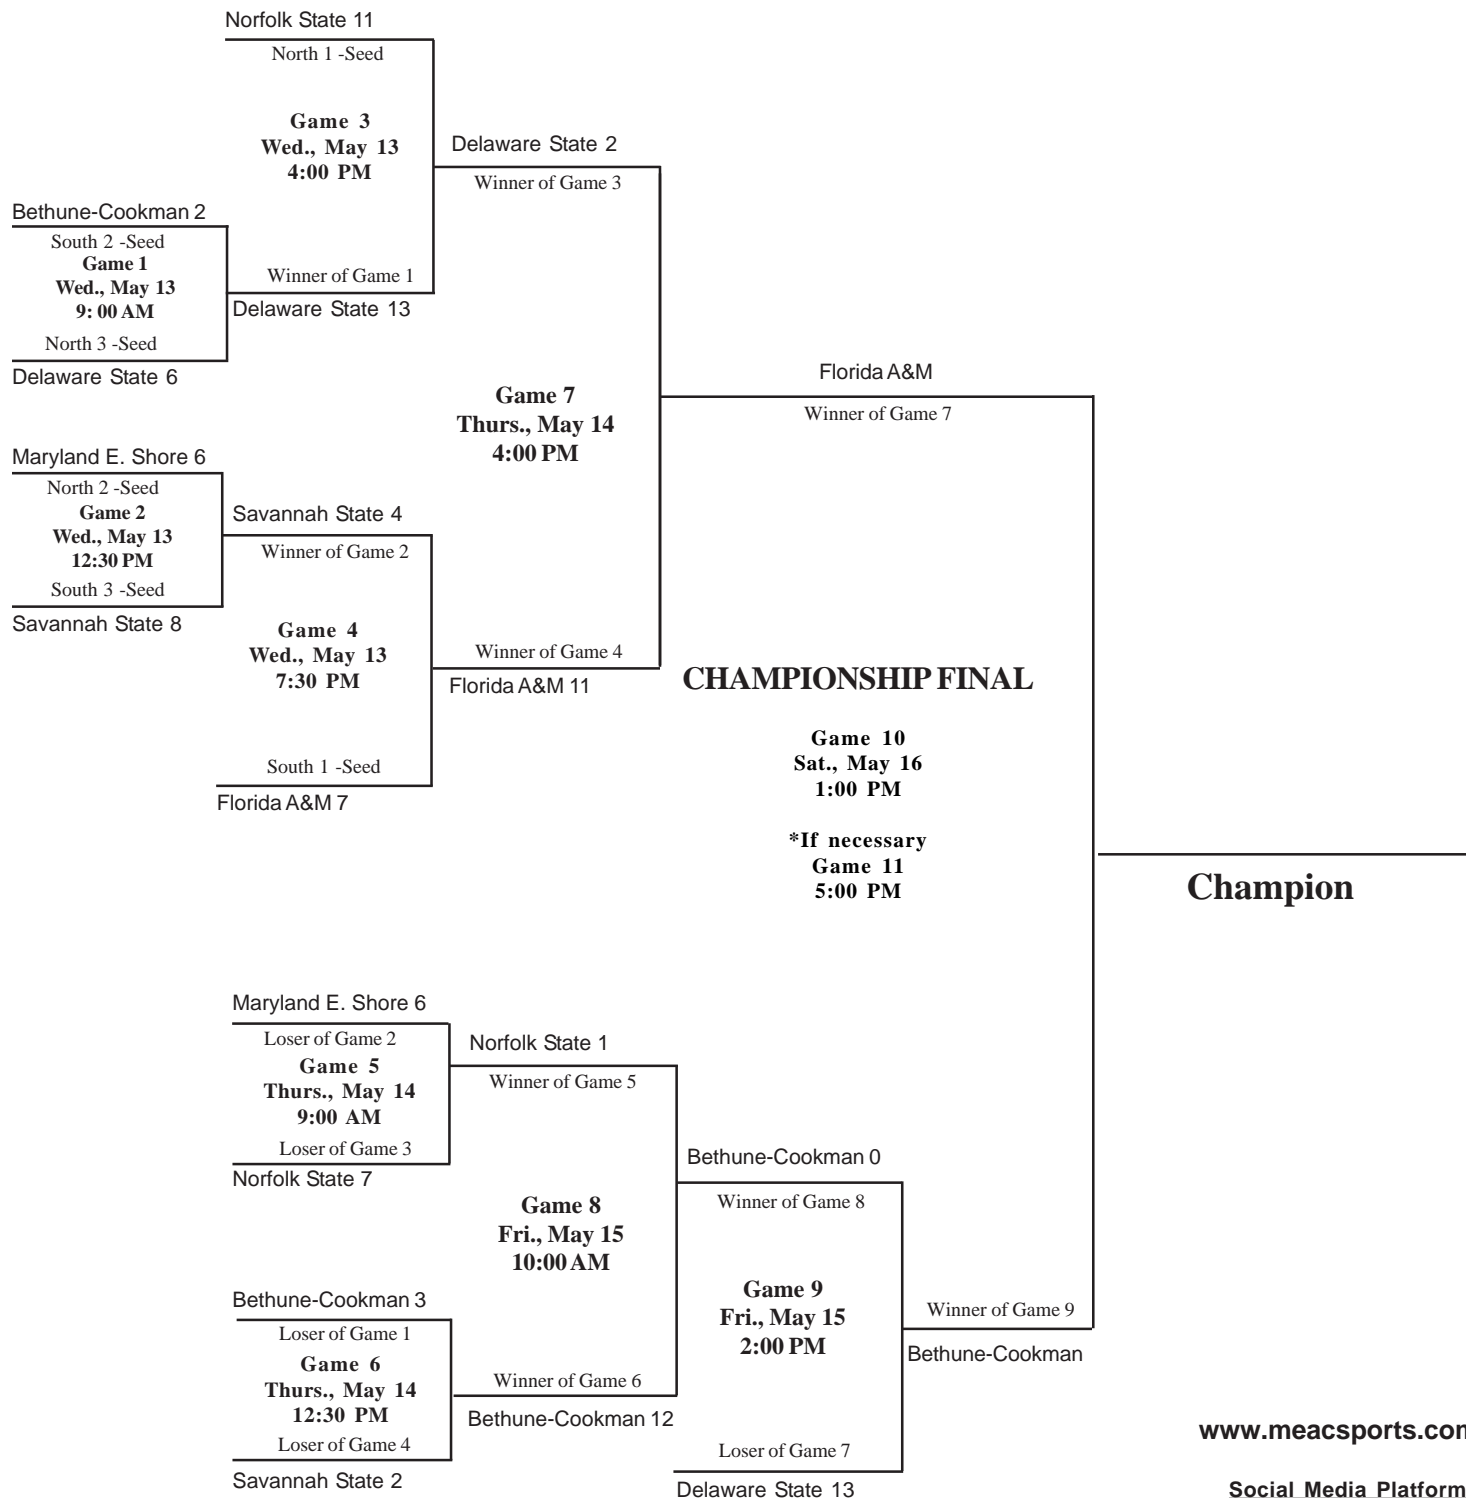 Norfolk State 11
North 1 -Seed
Game 3
Wed., May 13
4:00 PM
Delaware State 2
Winner of Game 3
Bethune-Cookman 2
South 2 -Seed
Game 1
Wed., May 13
9: 00 AM
North 3 -Seed
Delaware State 6
Winner of Game 1
Delaware State 13
Game 7
Thurs., May 14
4:00 PM
Florida A&M
Winner of Game 7
Maryland E. Shore 6
North 2 -Seed
Game 2
Wed., May 13
12:30 PM
South 3 -Seed
Savannah State 8
Savannah State 4
Winner of Game 2
Game 4
Wed., May 13
7:30 PM
South 1 -Seed
Florida A&M 7
Winner of Game 4
Florida A&M 11
CHAMPIONSHIP FINAL
Game 10
Sat., May 16
1:00 PM
*If necessary
Game 11
5:00 PM
Champion
Maryland E. Shore 6
Loser of Game 2
Game 5
Thurs., May 14
9:00 AM
Loser of Game 3
Norfolk State 7
Norfolk State 1
Winner of Game 5
Game 8
Fri., May 15
10:00 AM
Bethune-Cookman 3
Loser of Game 1
Game 6
Thurs., May 14
12:30 PM
Loser of Game 4
Savannah State 2
Winner of Game 6
Bethune-Cookman 12
Bethune-Cookman 0
Winner of Game 8
Game 9
Fri., May 15
2:00 PM
Loser of Game 7
Delaware State 13
Winner of Game 9
Bethune-Cookman
www.meacsports.com
Social Media Platform